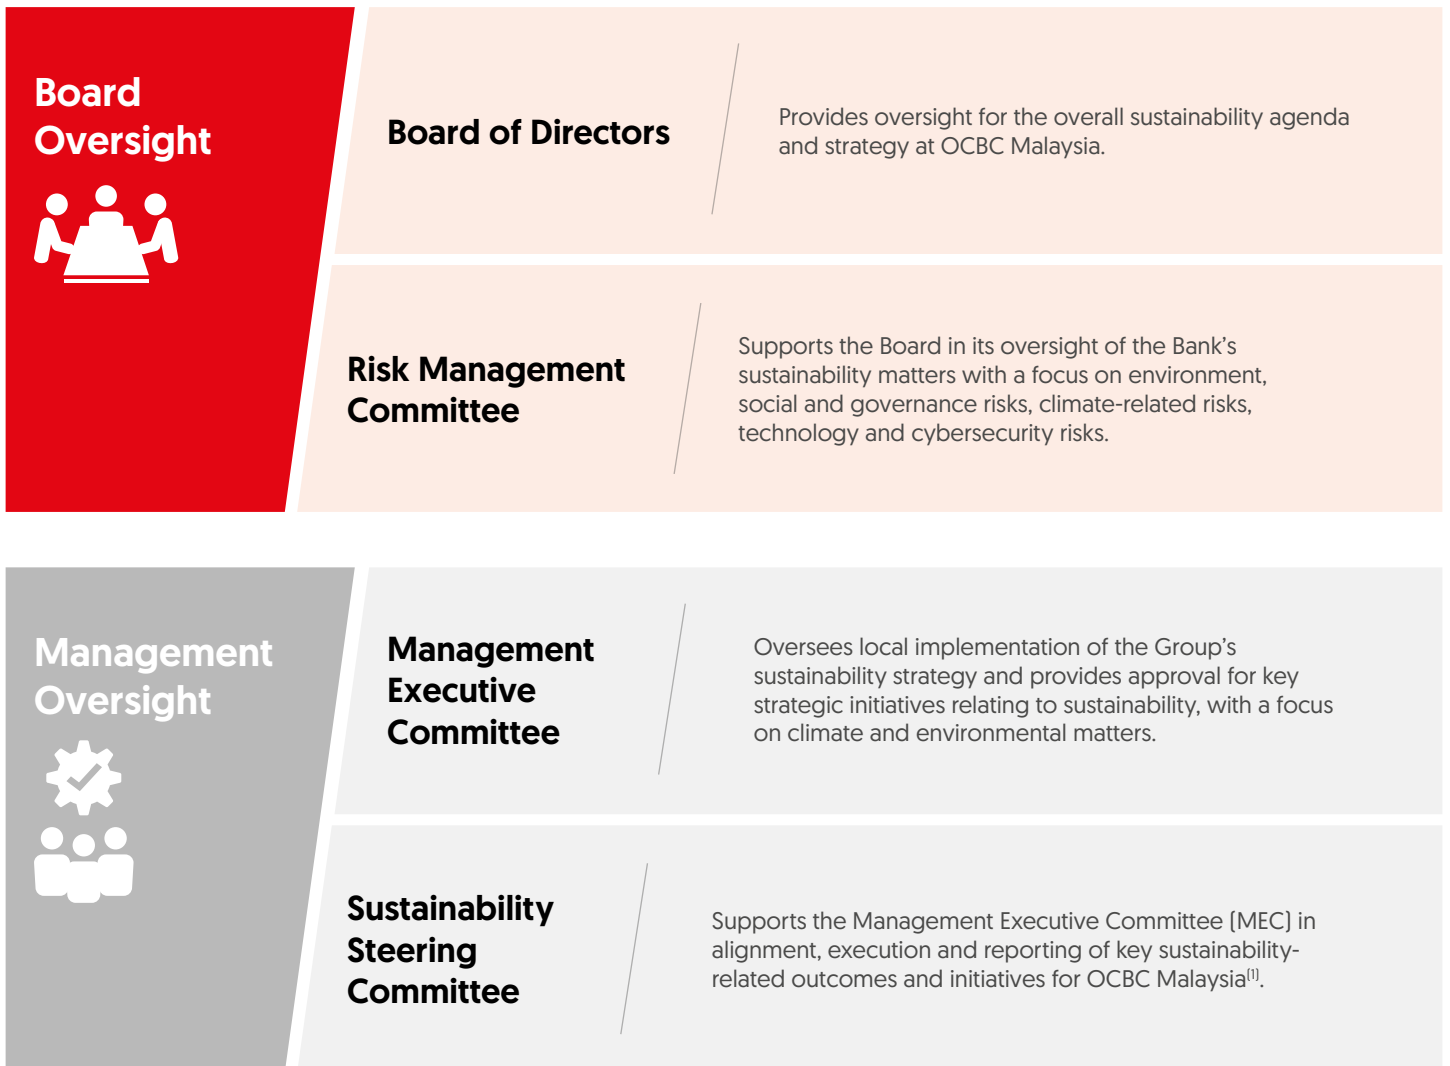 Board
Oversight
Board of Directors
Provides oversight for the overall sustainability agenda
and strategy at OCBC Malaysia.
Risk Management
Committee
Supports the Board in its oversight of the Bank’s
sustainability matters with a focus on environment,
social and governance risks, climate-related risks,
technology and cybersecurity risks.
Management
Oversight
Management
Executive
Committee
Oversees local implementation of the Group’s
sustainability strategy and provides approval for key
strategic initiatives relating to sustainability, with a focus
on climate and environmental matters.
Sustainability
Steering
Committee
Supports the Management Executive Committee (MEC) in
alignment, execution and reporting of key sustainability-
related outcomes and initiatives for OCBC Malaysia(1).